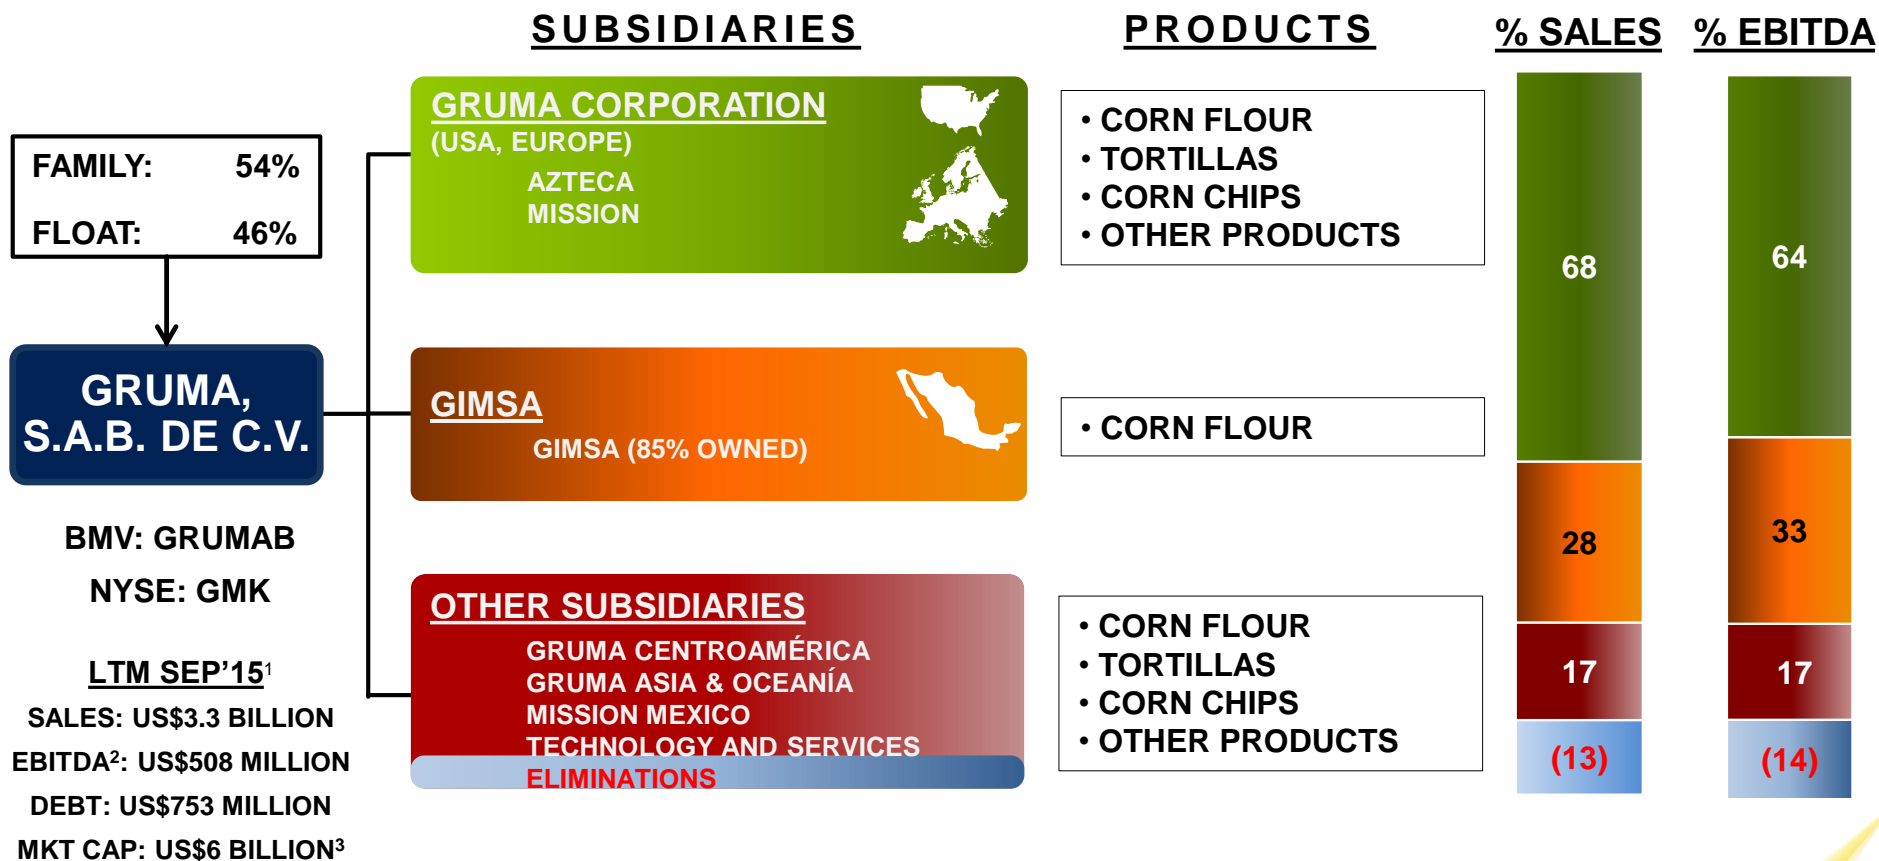 SUBSIDIARIES
PRODUCTS
% SALES
% EBITDA
FAMILY: 54%
FLOAT: 46%
GRUMA,
S.A.B. DE C.V.
BMV: GRUMAB
NYSE: GMK
LTM SEP’15¹
SALES: US$3.3 BILLION
EBITDA²: US$508 MILLION
DEBT: US$753 MILLION
MKT CAP: US$6 BILLION³
GRUMA CORPORATION
(USA, EUROPE)
AZTECA
MISSION
• CORN FLOUR
• TORTILLAS
• CORN CHIPS
• OTHER PRODUCTS
GIMSA
GIMSA (85% OWNED)
• CORN FLOUR
OTHER SUBSIDIARIES
GRUMA CENTROAMÉRICA
GRUMA ASIA & OCEANÍA
MISSION MEXICO
TECHNOLOGY AND SERVICES
ELIMINATIONS
• CORN FLOUR
• TORTILLAS
• CORN CHIPS
• OTHER PRODUCTS
68
28
17
(13)
64
33
17
(14)